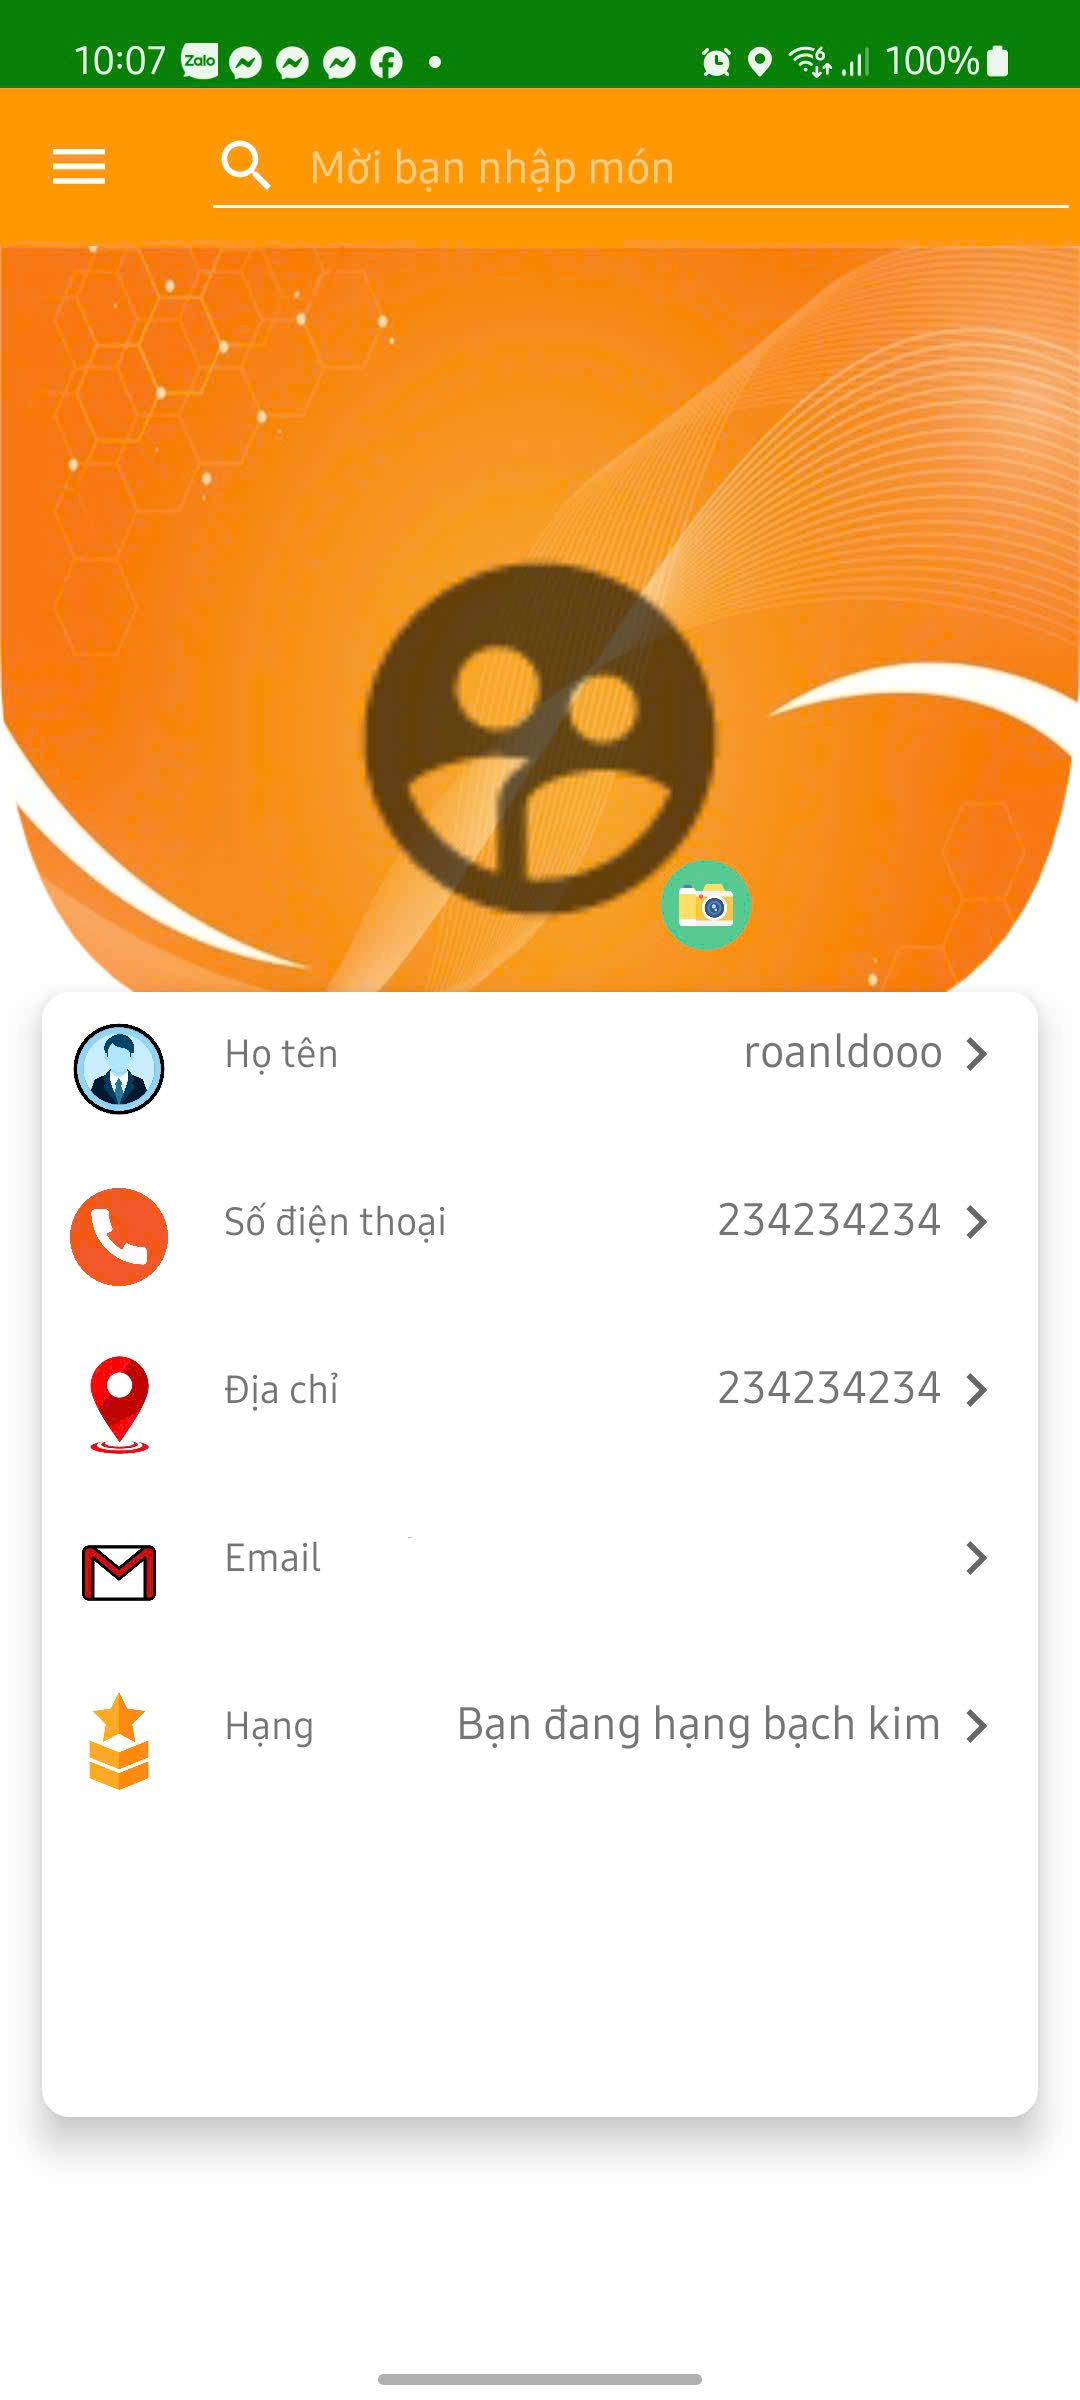 10:07 Zalo 6 100%
Mời bạn nhập món
Họ tên roanldooo
Số điện thoại 234234234
Địa chỉ 234234234
Email
Hạng Bạn đang hạng bạch kim